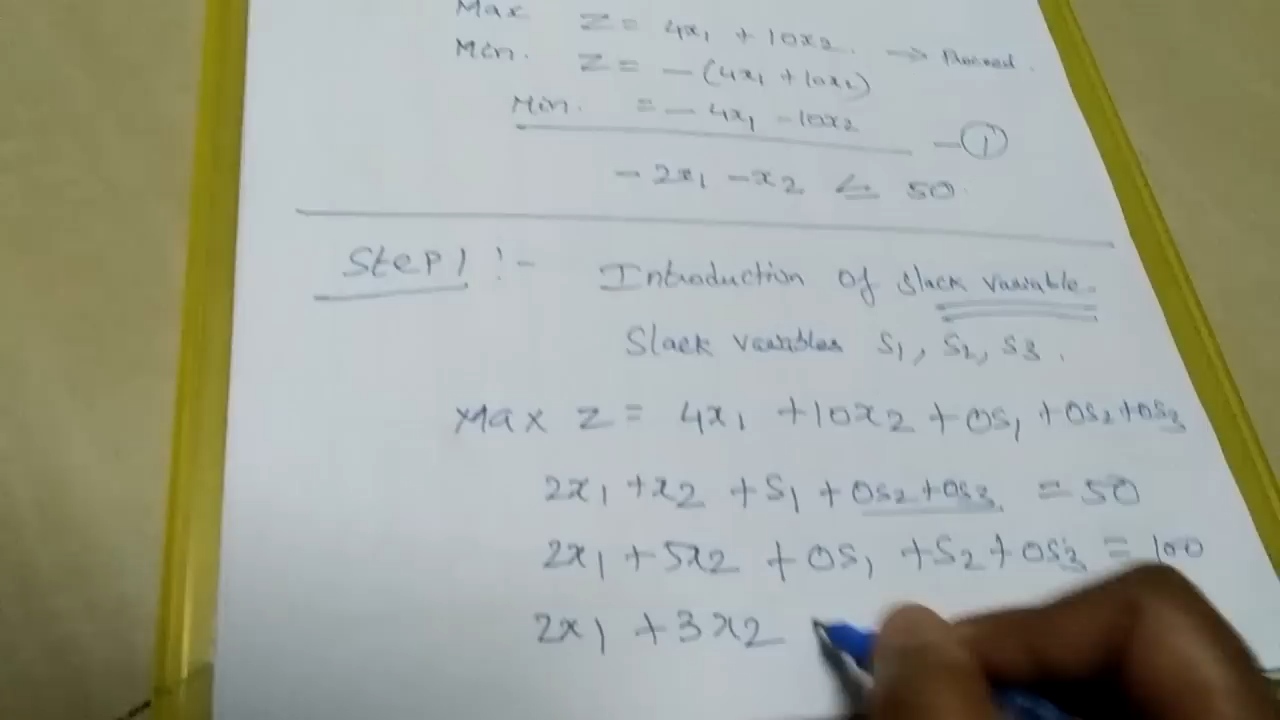 Max Z = 4x1 + 10x2 → Proceed.
Min. Z = -(4x1 + 10x2)
Min. = - 4x1 - 10x2 - ①
- 2x1 - x2 ≤ 50
Step 1 :- Introduction of slack variable.
Slack variables S1, S2, S3.
Max Z = 4x1 + 10x2 + 0S1 + 0S2 + 0S3
2x1 + x2 + S1 + 0S2 + 0S3 = 50
2x1 + 5x2 + 0S1 + S2 + 0S3 = 100
2x1 + 3x2